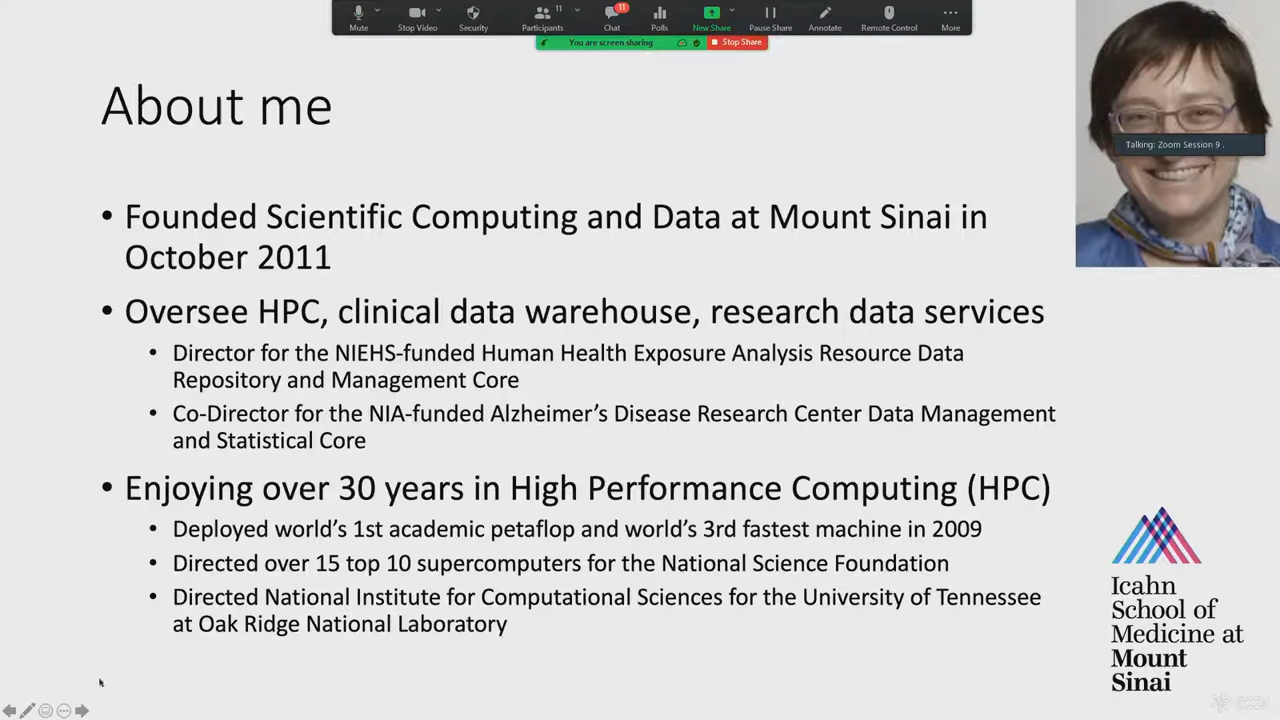 Mute
Stop Video
Security
Participants
11
Chat
11
Polls
New Share
Pause Share
Annotate
Remote Control
More
You are screen sharing
Stop Share
Talking: Zoom Session 9 .
About me
• Founded Scientific Computing and Data at Mount Sinai in
October 2011
• Oversee HPC, clinical data warehouse, research data services
• Director for the NIEHS-funded Human Health Exposure Analysis Resource Data
Repository and Management Core
• Co-Director for the NIA-funded Alzheimer’s Disease Research Center Data Management
and Statistical Core
• Enjoying over 30 years in High Performance Computing (HPC)
• Deployed world’s 1st academic petaflop and world’s 3rd fastest machine in 2009
• Directed over 15 top 10 supercomputers for the National Science Foundation
• Directed National Institute for Computational Sciences for the University of Tennessee
at Oak Ridge National Laboratory
Icahn
School of
Medicine at
Mount
Sinai